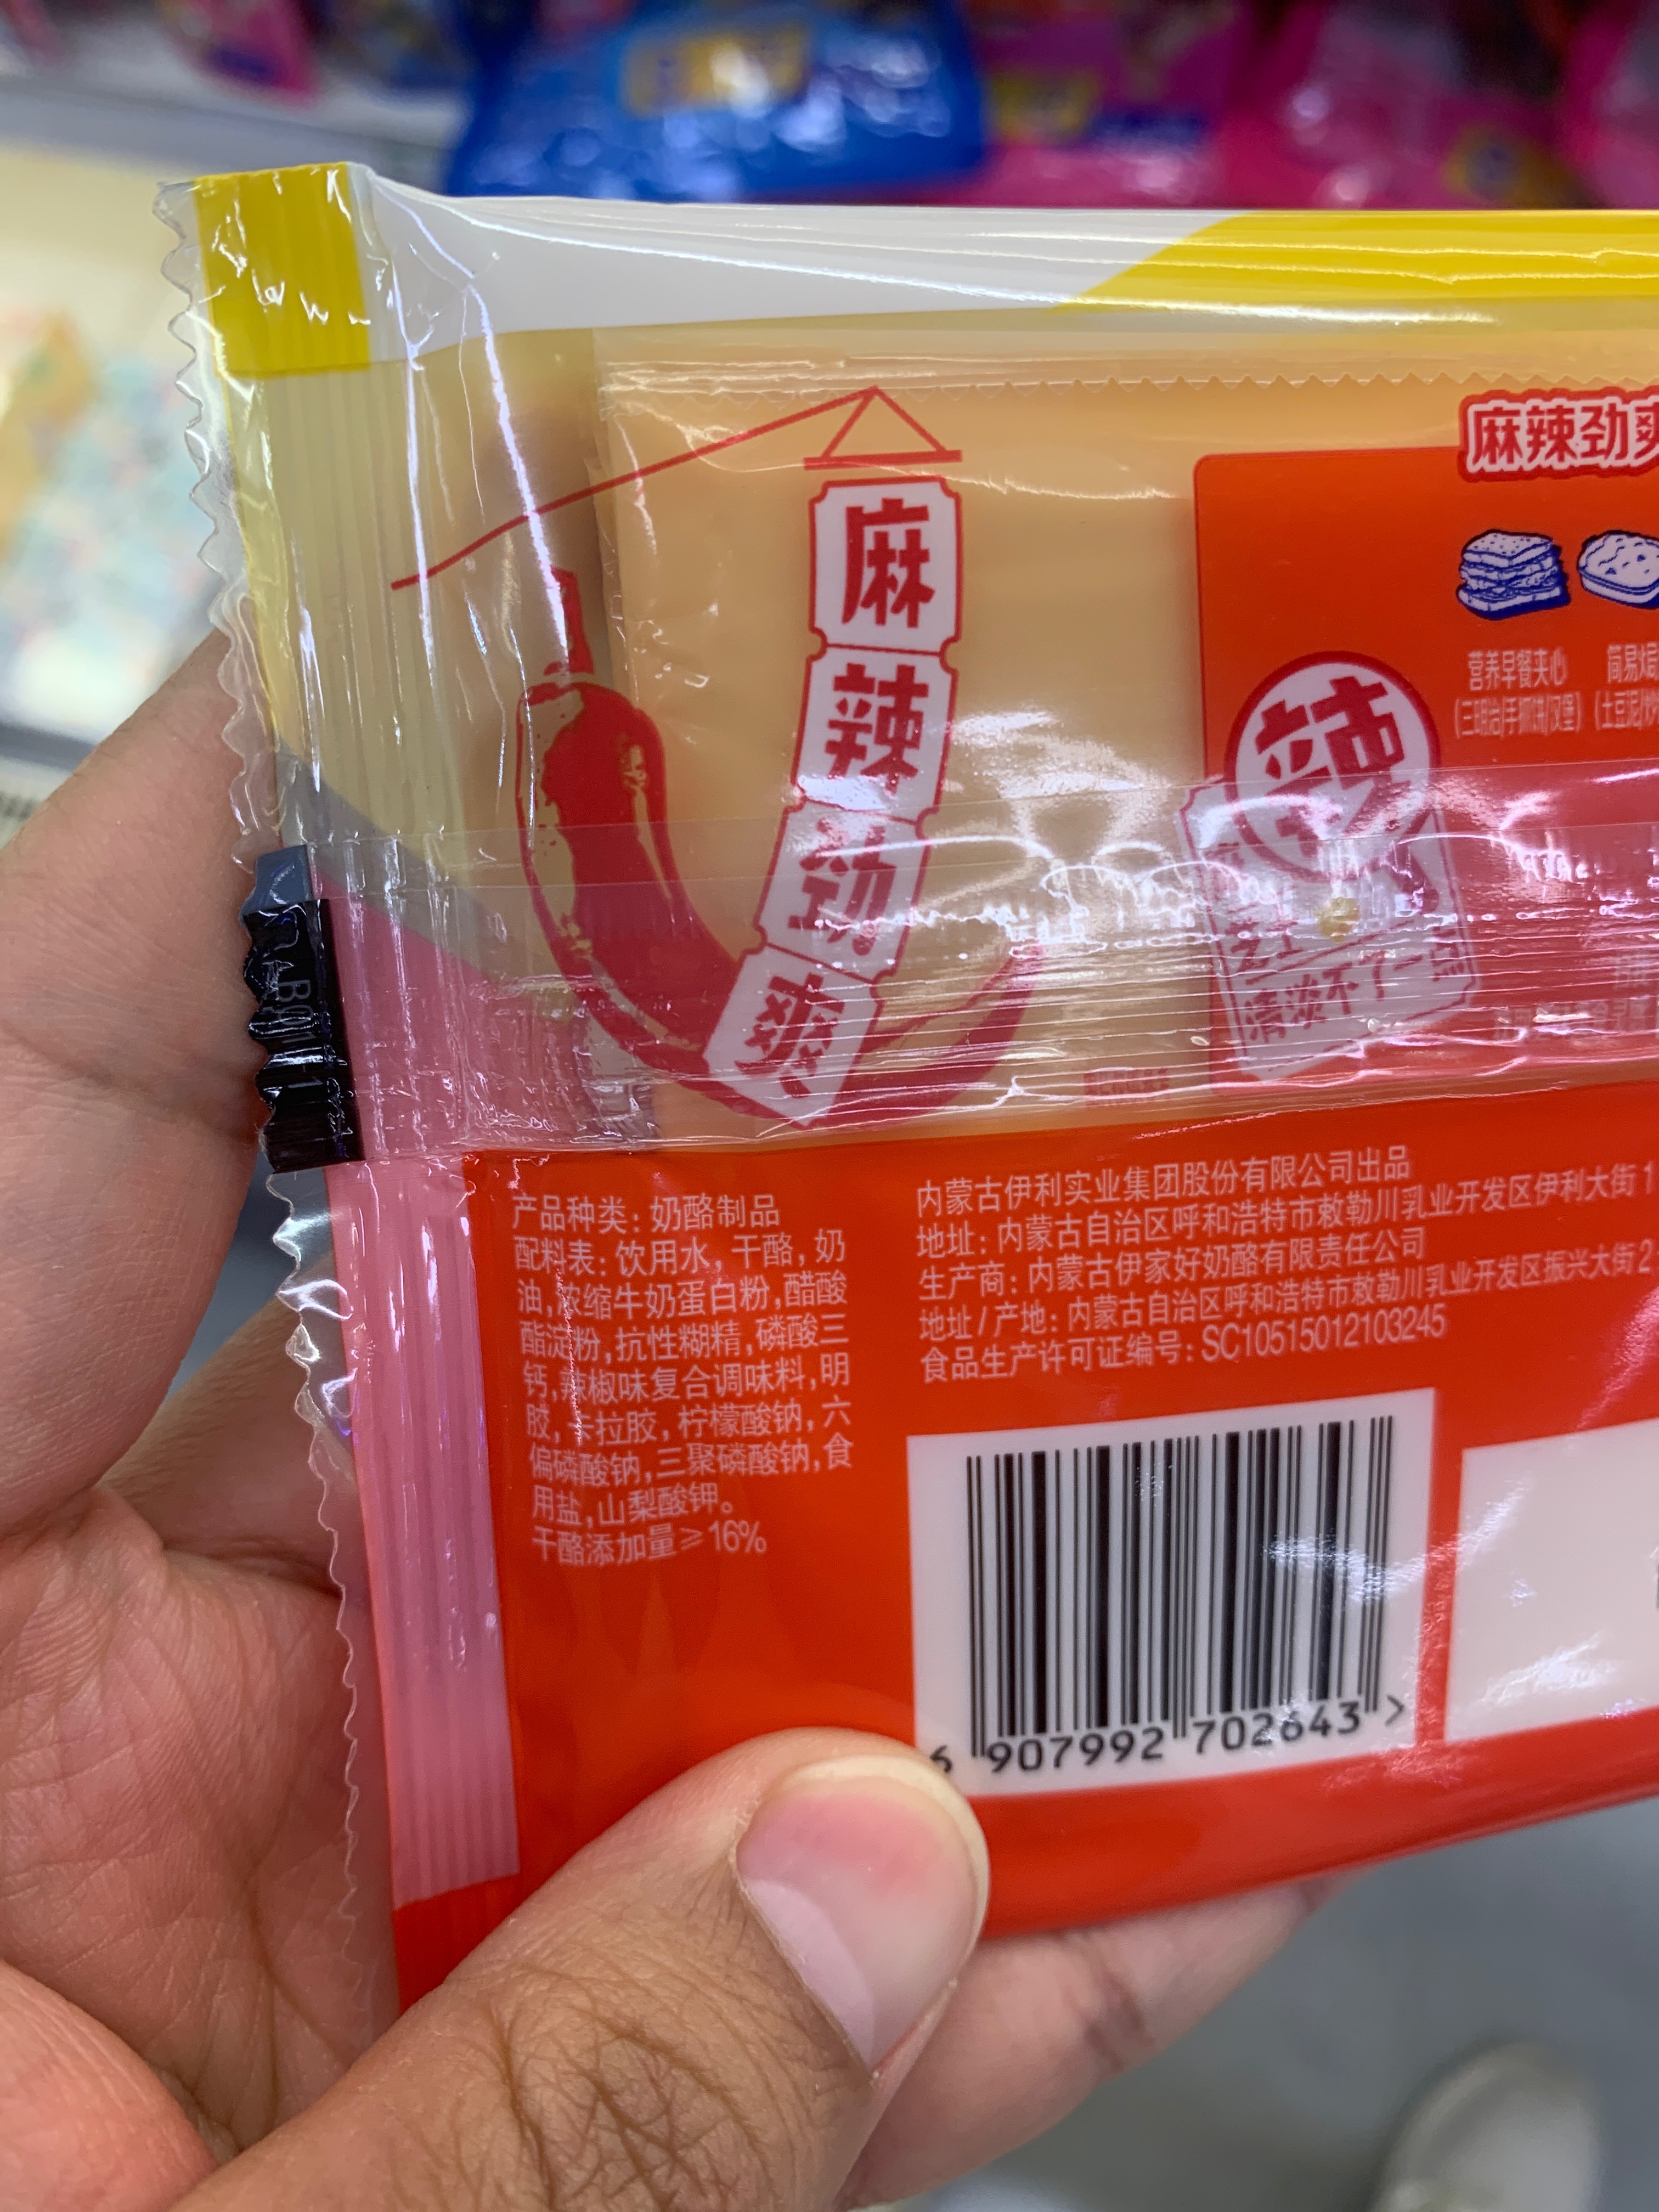 麻辣劲爽
麻
辣
劲
爽
营养早餐夹心
简易焗
(三明治|手抓饼|汉堡)
(土豆泥
辣
清淡不了一点
产品种类：奶酪制品
配料表：饮用水，干酪，奶
油，浓缩牛奶蛋白粉，醋酸
酯淀粉，抗性糊精，磷酸三
钙，辣椒味复合调味料，明
胶，卡拉胶，柠檬酸钠，六
偏磷酸钠，三聚磷酸钠，食
用盐，山梨酸钾。
干酪添加量≥16%
内蒙古伊利实业集团股份有限公司出品
地址：内蒙古自治区呼和浩特市敕勒川乳业开发区伊利大街1
生产商：内蒙古伊家好奶酪有限责任公司
地址/产地：内蒙古自治区呼和浩特市敕勒川乳业开发区振兴大街2
食品生产许可证编号：SC10515012103245
6 907992 702643 >